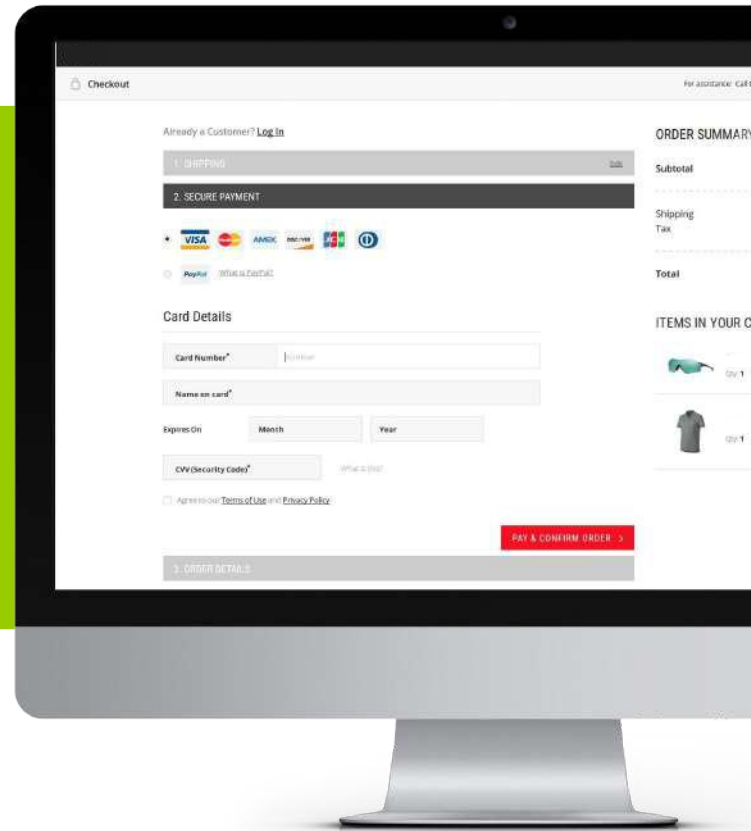 Checkout
For assistance Call
Already a Customer? Log In
1. SHIPPING
Edit
2. SECURE PAYMENT
VISA
AMEX
DISCOVER
JCB
PayPal What is PayPal?
Card Details
Card Number*
Number
Name on card*
Expires On
Month
Year
CVV (Security Code)*
What is this?
Agree to our Terms of Use and Privacy Policy
PAY & CONFIRM ORDER >
3. ORDER DETAILS
ORDER SUMMARY
Subtotal
Shipping
Tax
Total
ITEMS IN YOUR C
Qty: 1
Qty: 1